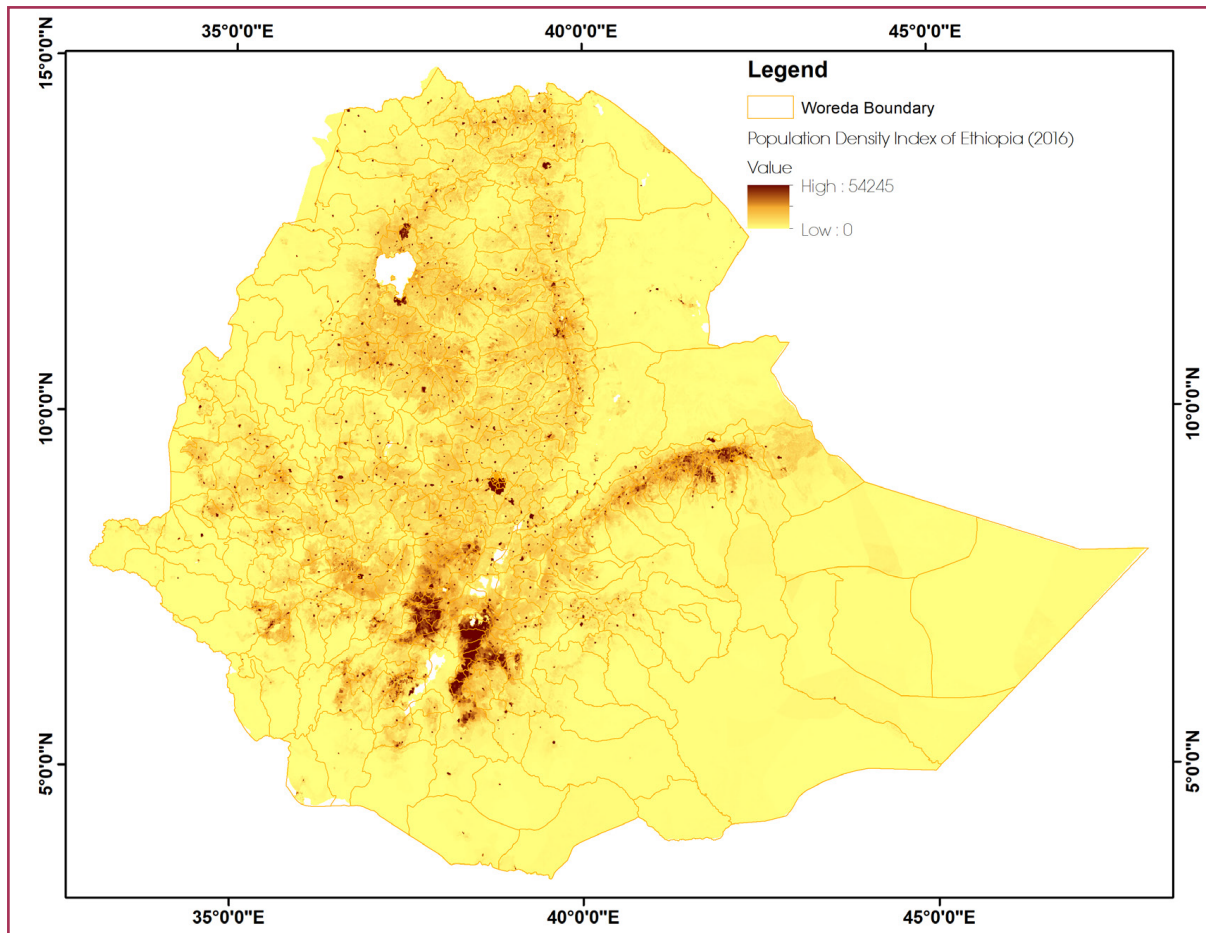 35°0'0"E 40°0'0"E 45°0'0"E
15°0'0"N
Legend
Woreda Boundary
Population Density Index of Ethiopia (2016)
Value
High : 54245
Low : 0
10°0'0"N 10°0'0"N
5°0'0"N 5°0'0"N
35°0'0"E 40°0'0"E 45°0'0"E